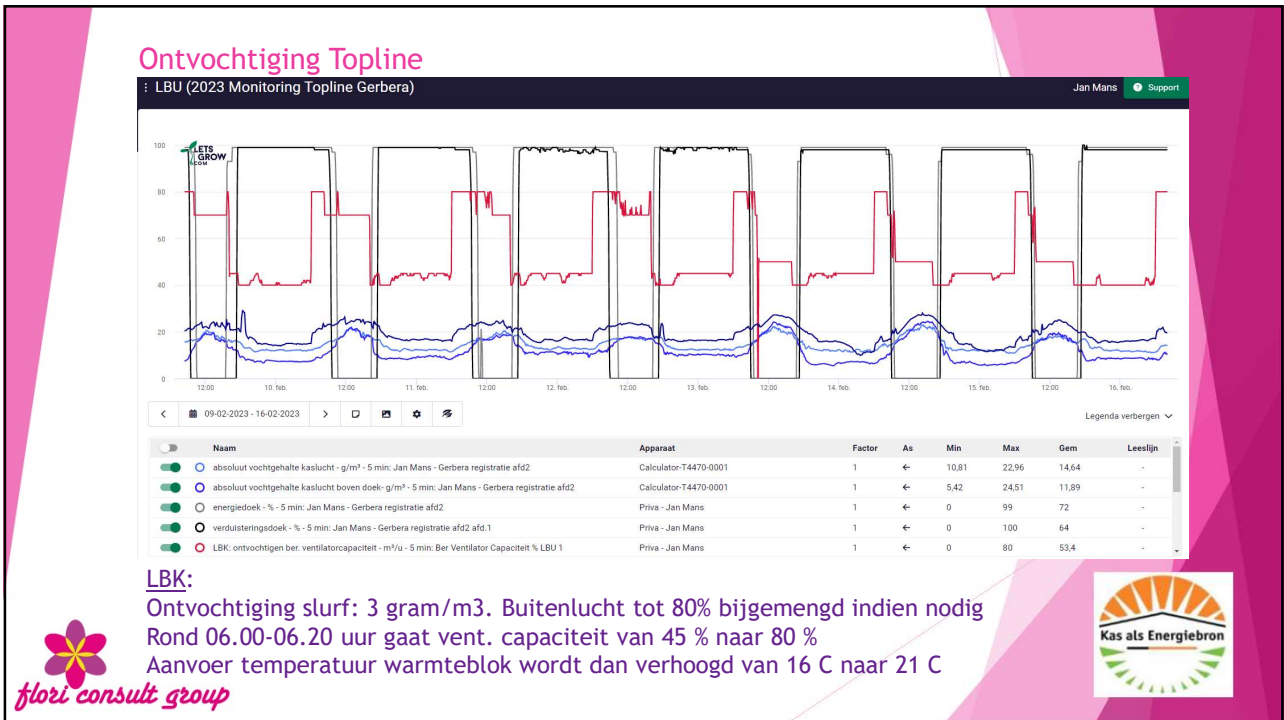 Ontvochtiging Topline
LBU (2023 Monitoring Topline Gerbera)
Jan Mans
Support
LETS
GROW
.COM
100
80
60
40
20
0
12:00 10. feb. 12:00 11. feb. 12:00 12. feb. 12:00 13. feb. 12:00 14. feb. 12:00 15. feb. 12:00 16. feb.
09-02-2023 - 16-02-2023
Legenda verbergen
Naam Apparaat Factor As Min Max Gem Leeslijn
absoluut vochtgehalte kaslucht - g/m³ - 5 min: Jan Mans - Gerbera registratie afd2 Calculator-T4470-0001 1 ← 10,81 22,96 14,64 -
absoluut vochtgehalte kaslucht boven doek- g/m³ - 5 min: Jan Mans - Gerbera registratie afd2 Calculator-T4470-0001 1 ← 5,42 24,51 11,89 -
energiedoek - % - 5 min: Jan Mans - Gerbera registratie afd2 Priva - Jan Mans 1 ← 0 99 72 -
verduisteringsdoek - % - 5 min: Jan Mans - Gerbera registratie afd2 afd.1 Priva - Jan Mans 1 ← 0 100 64 -
LBK: ontvochtigen ber. ventilatorcapaciteit - m³/u - 5 min: Ber Ventilator Capaciteit % LBU 1 Priva - Jan Mans 1 ← 0 80 53,4 -
LBK:
Ontvochtiging slurf: 3 gram/m3. Buitenlucht tot 80% bijgemengd indien nodig
Rond 06.00-06.20 uur gaat vent. capaciteit van 45 % naar 80 %
Aanvoer temperatuur warmteblok wordt dan verhoogd van 16 C naar 21 C
flori consult group
Kas als Energiebron